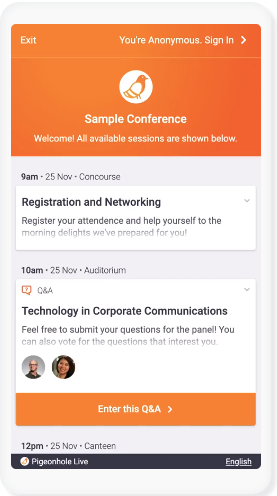 Exit
You're Anonymous. Sign In
Sample Conference
Welcome! All available sessions are shown below.
9am • 25 Nov • Concourse
Registration and Networking
Register your attendence and help yourself to the
morning delights we've prepared for you!
10am • 25 Nov • Auditorium
Q&A
Technology in Corporate Communications
Feel free to submit your questions for the panel! You
can also vote for the questions that interest you.
Enter this Q&A
12pm • 25 Nov • Canteen
Pigeonhole Live
English